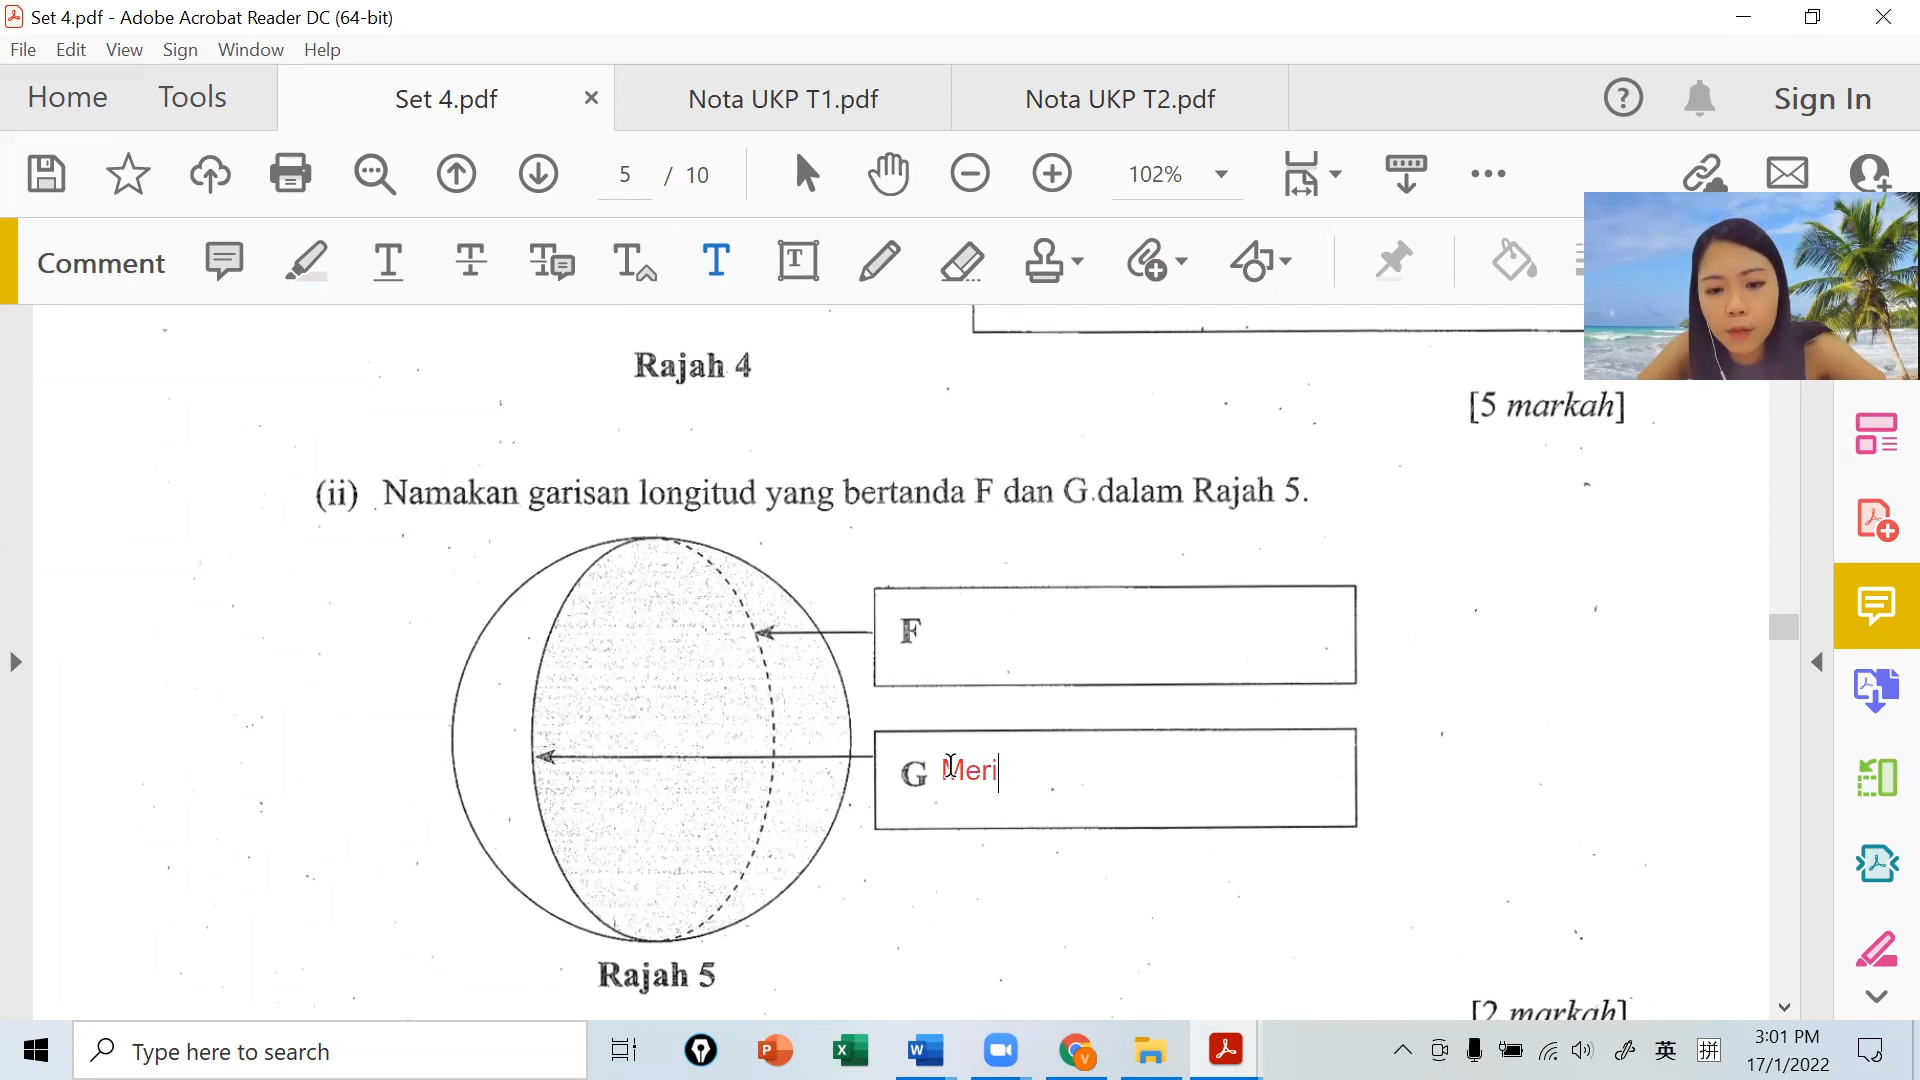 Set 4.pdf - Adobe Acrobat Reader DC (64-bit)
File Edit View Sign Window Help
Home Tools Set 4.pdf Nota UKP T1.pdf Nota UKP T2.pdf Sign In
5 / 10 102%
Comment
Rajah 4
[5 markah]
(ii) Namakan garisan longitud yang bertanda F dan G dalam Rajah 5.
F
G Meri
Rajah 5
[2 markah]
Type here to search
英 拼
3:01 PM
17/1/2022